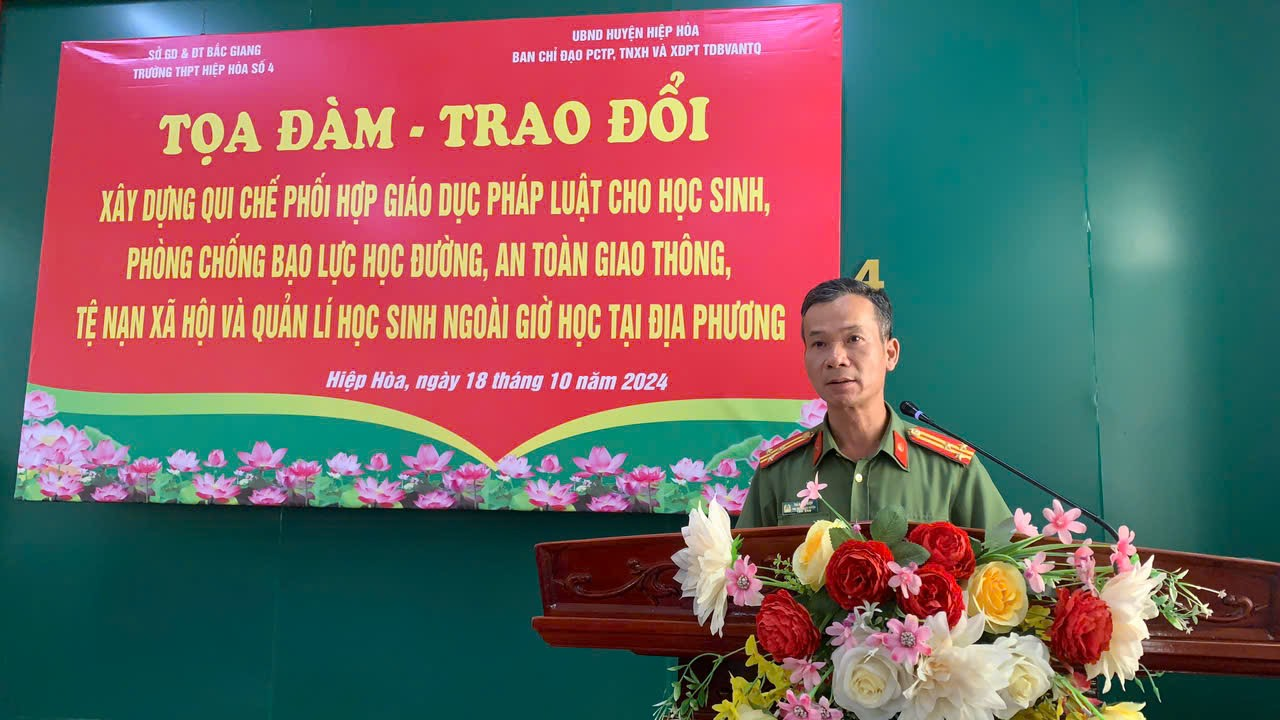 SỞ GD & ĐT BẮC GIANG
TRƯỜNG THPT HIỆP HÒA SỐ 4
UBND HUYỆN HIỆP HÒA
BAN CHỈ ĐẠO PCTP, TNXH VÀ XDPT TDBVANTQ
TỌA ĐÀM - TRAO ĐỔI
XÂY DỰNG QUI CHẾ PHỐI HỢP GIÁO DỤC PHÁP LUẬT CHO HỌC SINH,
PHÒNG CHỐNG BẠO LỰC HỌC ĐƯỜNG, AN TOÀN GIAO THÔNG,
TỆ NẠN XÃ HỘI VÀ QUẢN LÍ HỌC SINH NGOÀI GIỜ HỌC TẠI ĐỊA PHƯƠNG
Hiệp Hòa, ngày 18 tháng 10 năm 2024
4